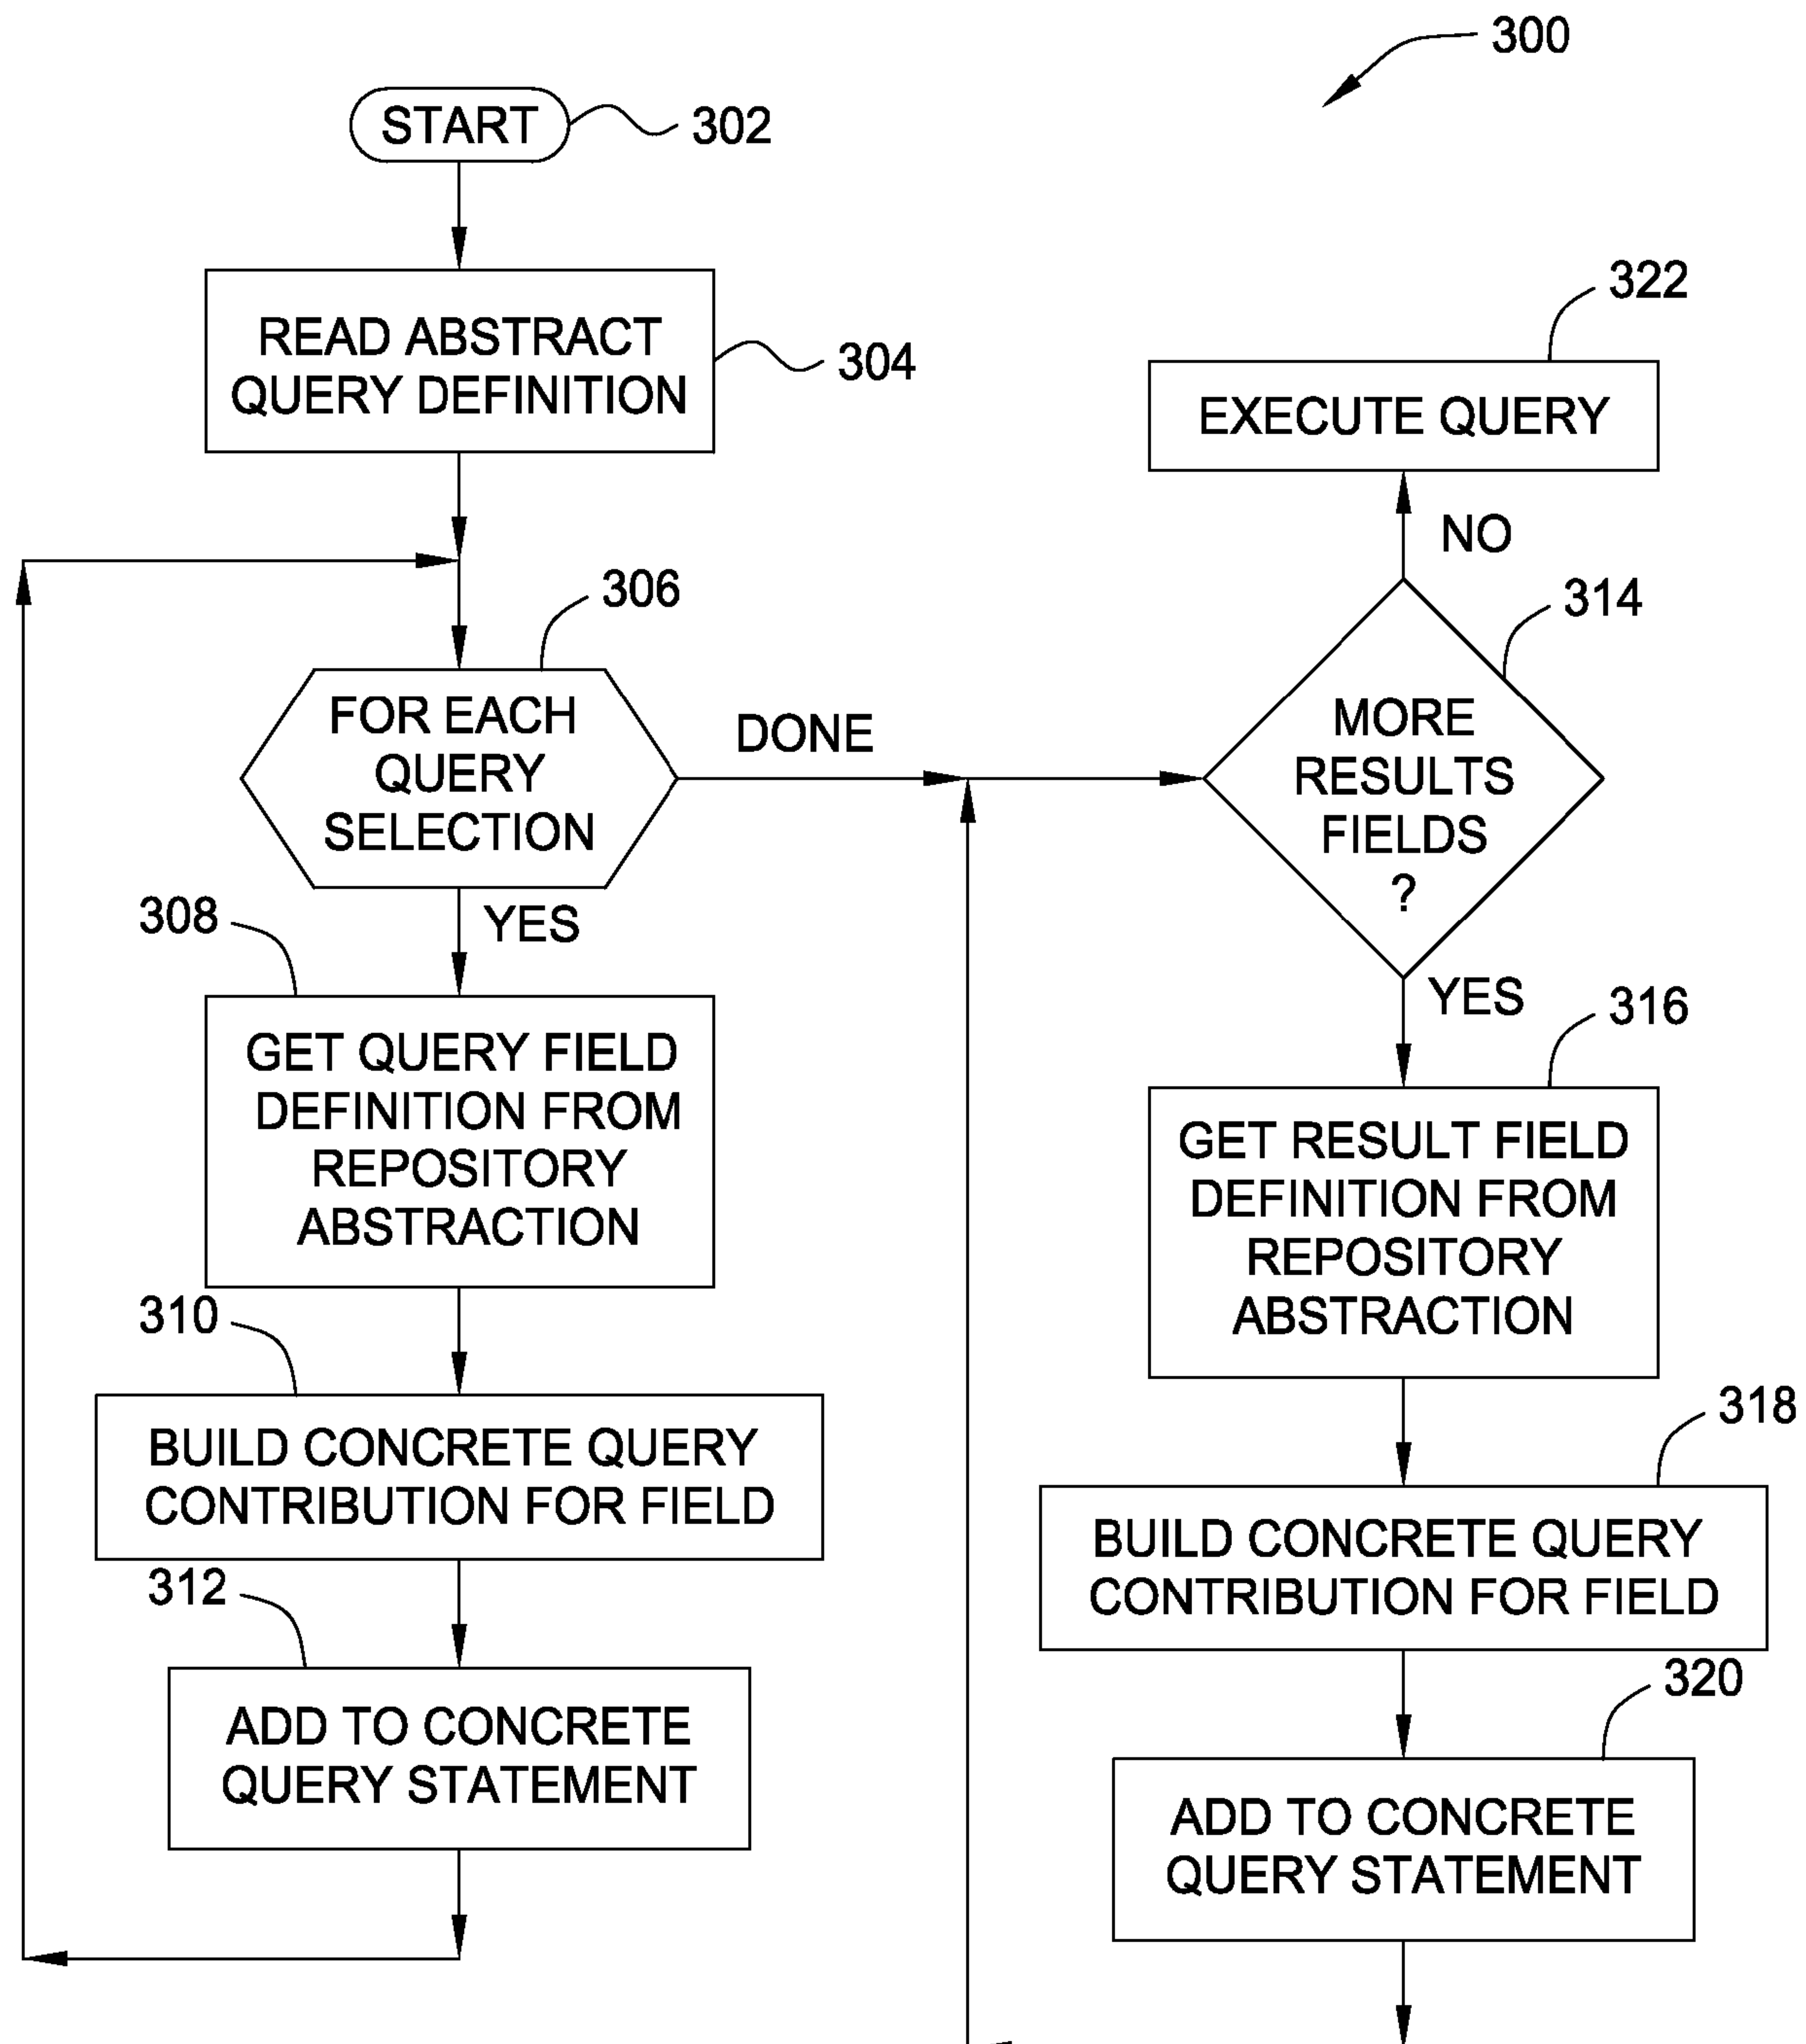 300
START
302
READ ABSTRACT
QUERY DEFINITION
304
306
FOR EACH
QUERY
SELECTION
DONE
YES
308
GET QUERY FIELD
DEFINITION FROM
REPOSITORY
ABSTRACTION
310
BUILD CONCRETE QUERY
CONTRIBUTION FOR FIELD
312
ADD TO CONCRETE
QUERY STATEMENT
322
EXECUTE QUERY
NO
314
MORE
RESULTS
FIELDS
?
YES
316
GET RESULT FIELD
DEFINITION FROM
REPOSITORY
ABSTRACTION
318
BUILD CONCRETE QUERY
CONTRIBUTION FOR FIELD
320
ADD TO CONCRETE
QUERY STATEMENT